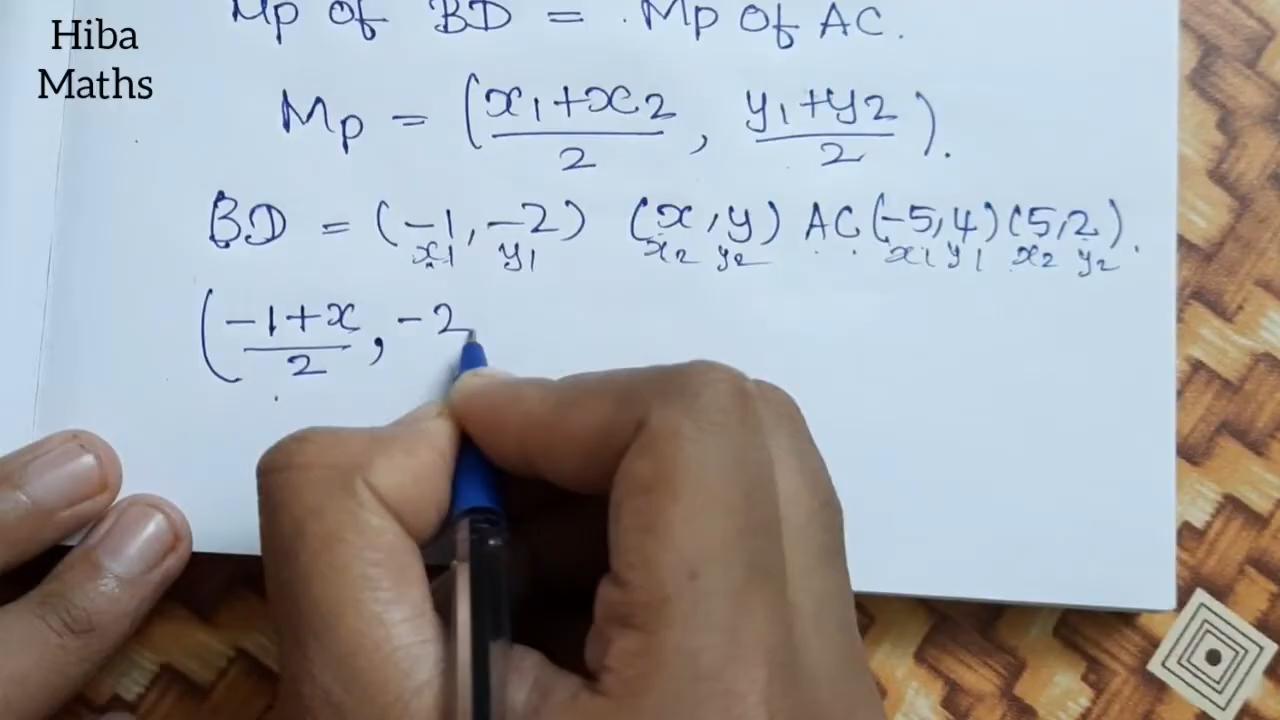 Hiba
Maths
Mp Of BD = Mp Of AC.
Mp = (x1+x2/2, y1+y2/2).
BD = (-1, -2) (x, y) AC (-5, 4) (5, 2).
x1 y1 x2 y2 x1 y1 x2 y2
(-1+x/2, -2